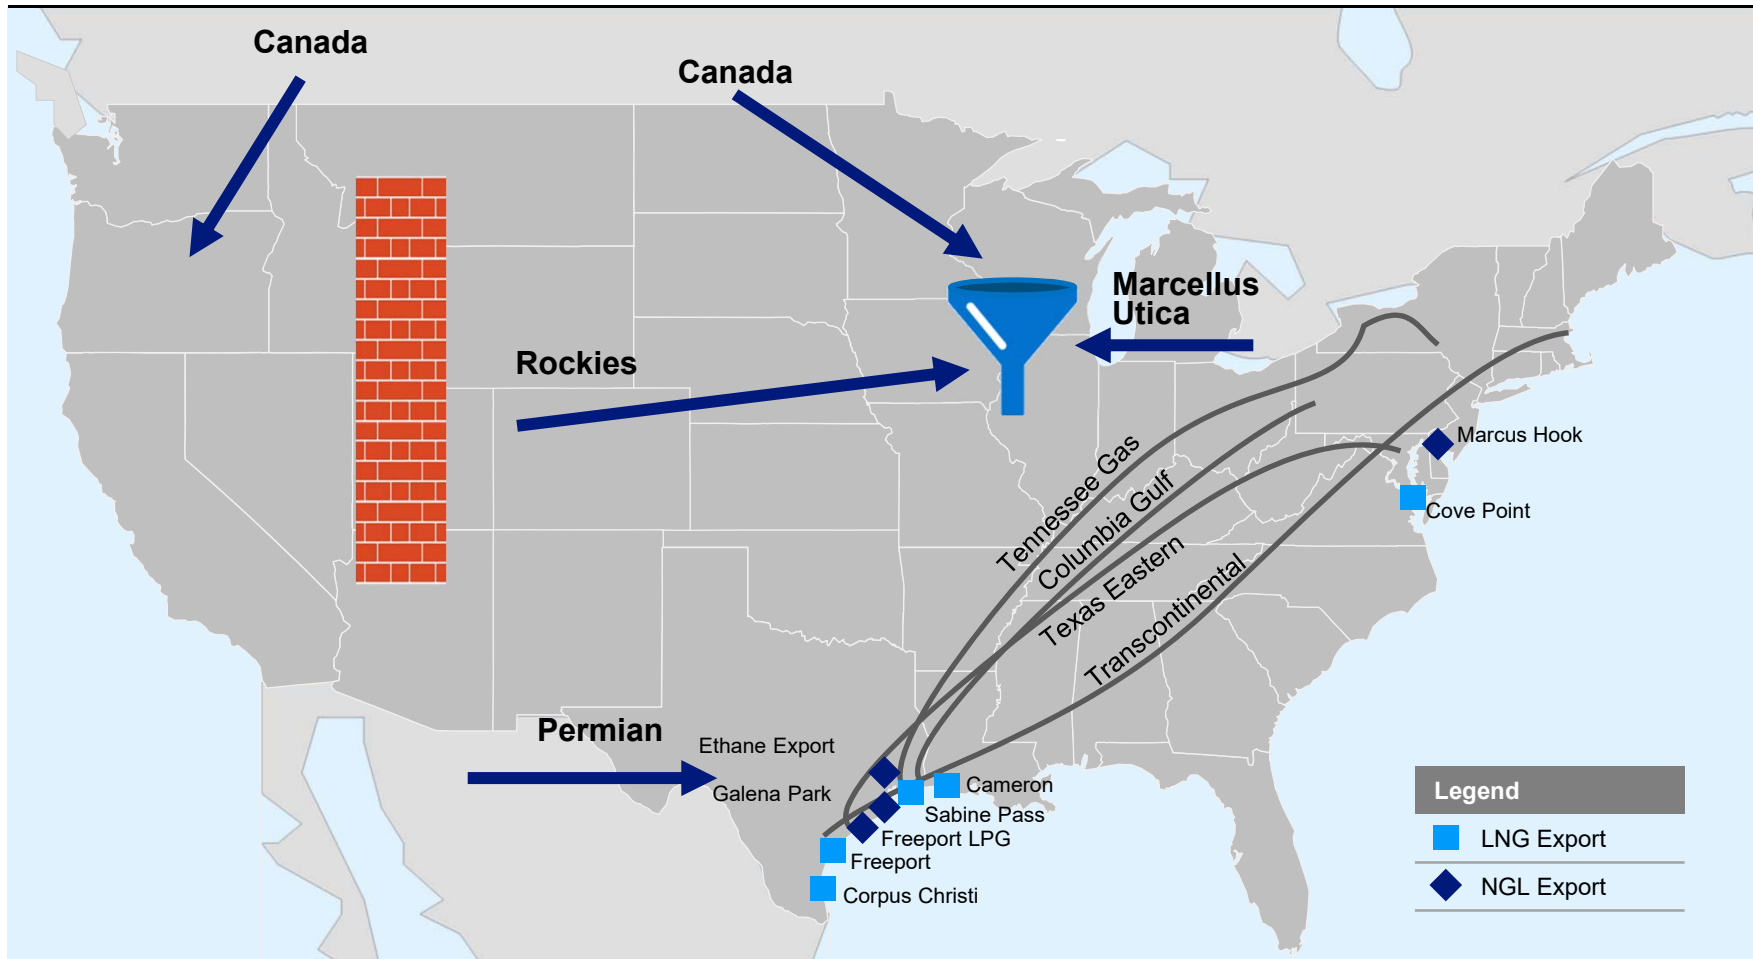 Canada
Canada
Marcellus
Utica
Rockies
Marcus Hook
Cove Point
Tennessee Gas
Columbia Gulf
Texas Eastern
Transcontinental
Permian
Ethane Export
Galena Park
Cameron
Sabine Pass
Freeport LPG
Freeport
Corpus Christi
Legend
LNG Export
NGL Export